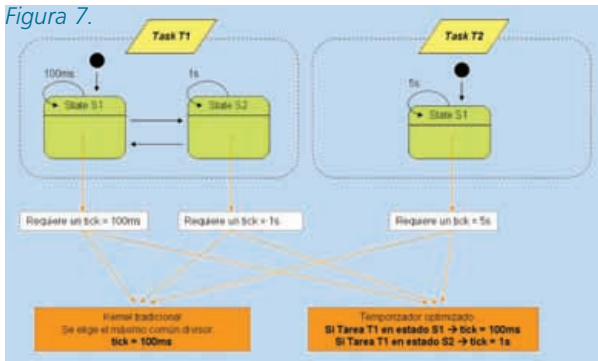 Figura 7.
Task T1
Task T2
100ms
1s
5s
State S1
State S2
State S1
Requiere un tick = 100ms
Requiere un tick = 1s
Requiere un tick = 5s
Kernel tradicional
Se elige el máximo común divisor.
tick = 100ms
Temporizador optimizado
Si Tarea T1 en estado S1 → tick = 100ms
Si Tarea T1 en estado S2 → tick = 1s